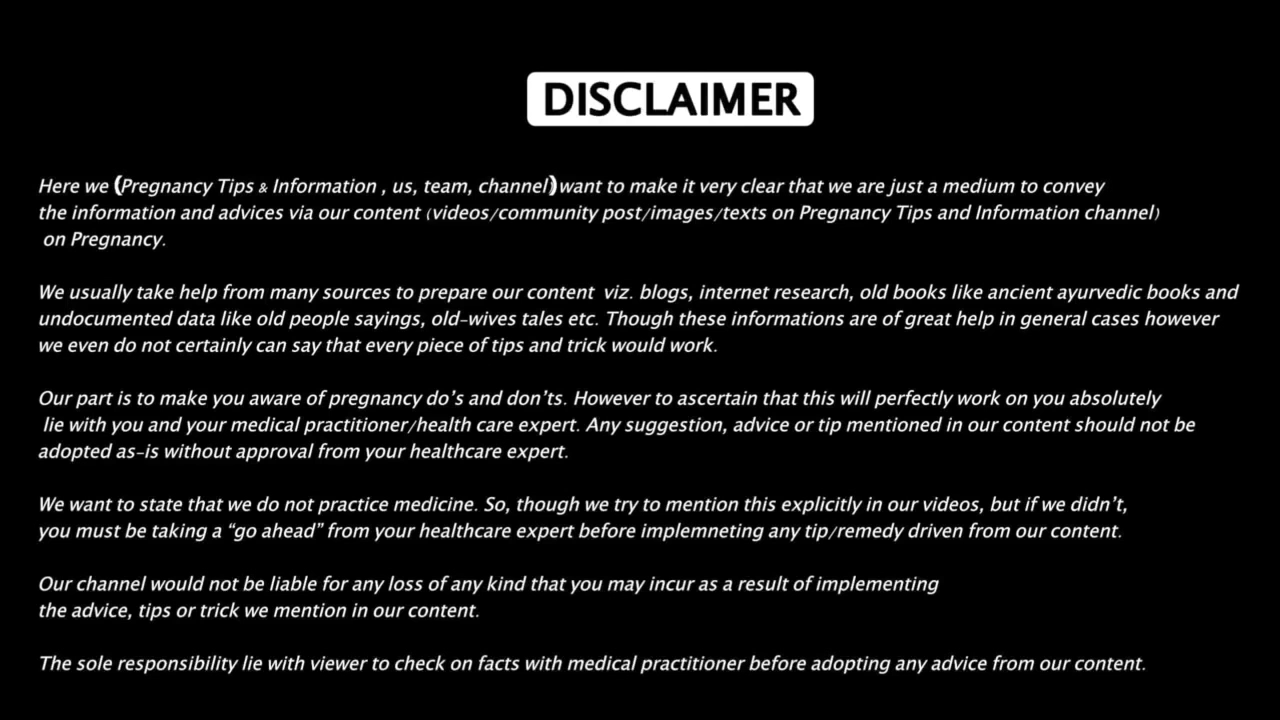 DISCLAIMER
Here we (Pregnancy Tips & Information , us, team, channel) want to make it very clear that we are just a medium to convey
the information and advices via our content (videos/community post/images/texts on Pregnancy Tips and Information channel)
on Pregnancy.
We usually take help from many sources to prepare our content viz. blogs, internet research, old books like ancient ayurvedic books and
undocumented data like old people sayings, old-wives tales etc. Though these informations are of great help in general cases however
we even do not certainly can say that every piece of tips and trick would work.
Our part is to make you aware of pregnancy do's and don'ts. However to ascertain that this will perfectly work on you absolutely
lie with you and your medical practitioner/health care expert. Any suggestion, advice or tip mentioned in our content should not be
adopted as-is without approval from your healthcare expert.
We want to state that we do not practice medicine. So, though we try to mention this explicitly in our videos, but if we didn't,
you must be taking a “go ahead” from your healthcare expert before implemneting any tip/remedy driven from our content.
Our channel would not be liable for any loss of any kind that you may incur as a result of implementing
the advice, tips or trick we mention in our content.
The sole responsibility lie with viewer to check on facts with medical practitioner before adopting any advice from our content.